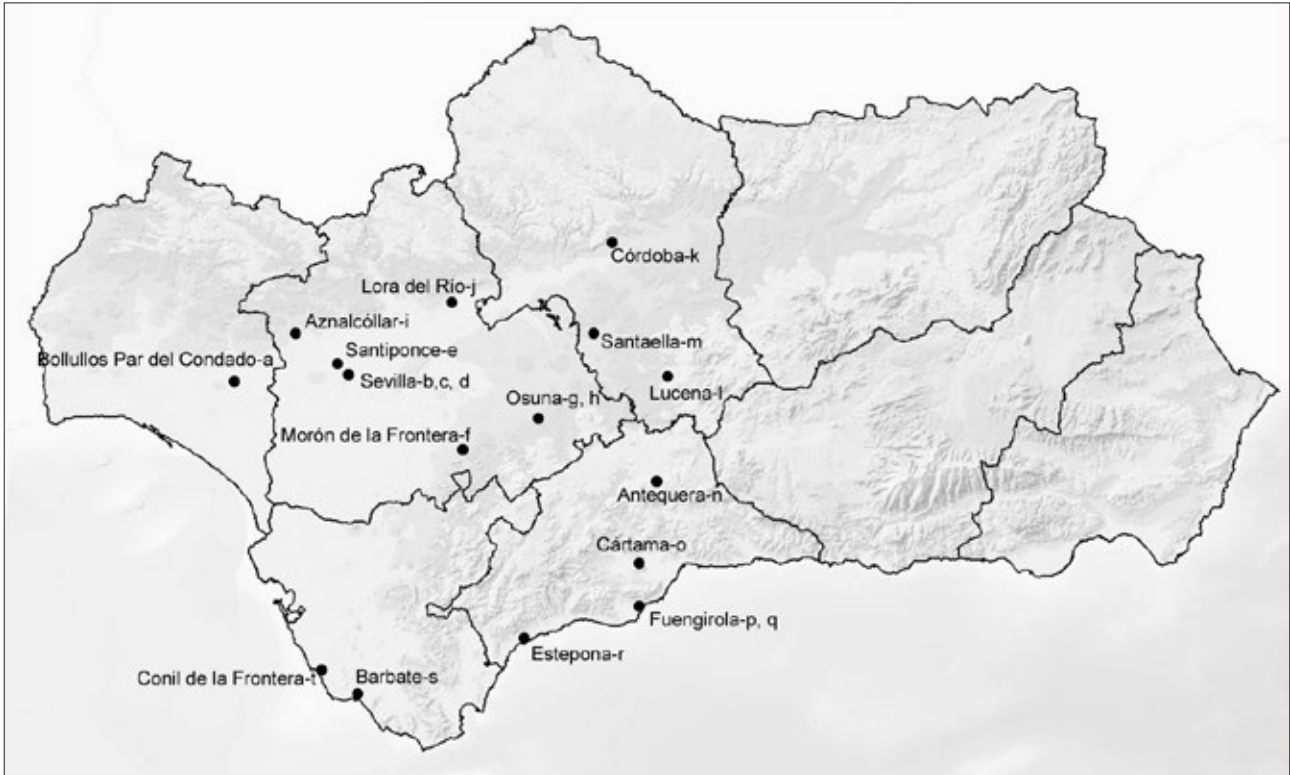 Córdoba-k
Lora del Río-j
Aznalcóllar-i
Santaella-m
Santiponce-e
Bollullos Par del Condado-a
Sevilla-b,c, d
Lucena-l
Osuna-g, h
Morón de la Frontera-f
Antequera-n
Cártama-o
Fuengirola-p, q
Estepona-r
Conil de la Frontera-t
Barbate-s